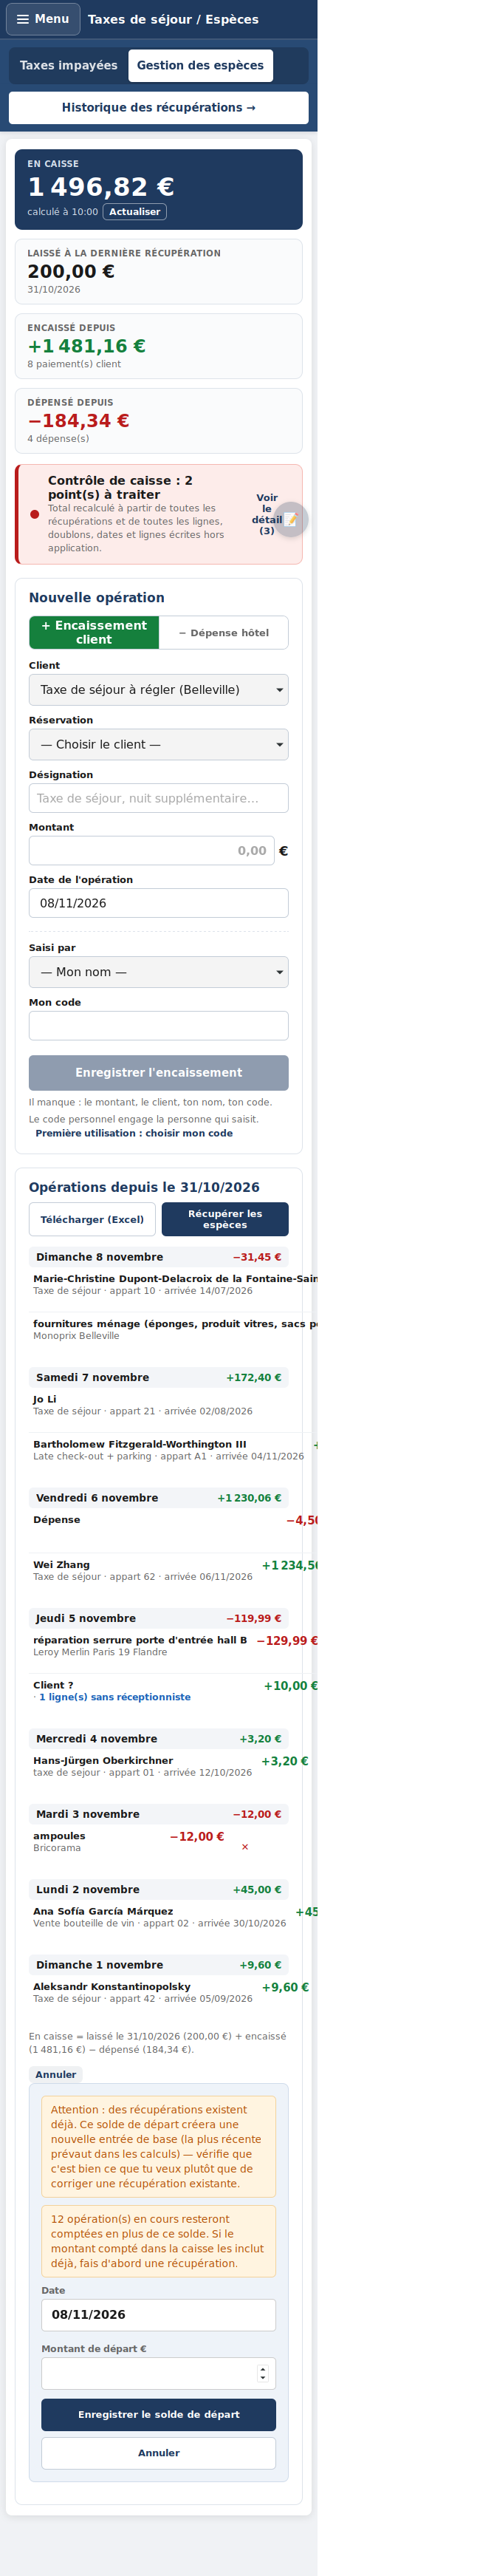 Menu Taxes de séjour / Espèces
Taxes impayées Gestion des espèces
Historique des récupérations →
EN CAISSE
1 496,82 €
calculé à 10:00 Actualiser
LAISSÉ À LA DERNIÈRE RÉCUPÉRATION
200,00 €
31/10/2026
ENCAISSÉ DEPUIS
+1 481,16 €
8 paiement(s) client
DÉPENSÉ DEPUIS
−184,34 €
4 dépense(s)
Contrôle de caisse : 2
point(s) à traiter
Total recalculé à partir de toutes les
récupérations et de toutes les lignes,
doublons, dates et lignes écrites hors
application.
Voir
le
détail
(3)
Nouvelle opération
+ Encaissement
client
− Dépense hôtel
Client
Taxe de séjour à régler (Belleville)
Réservation
— Choisir le client —
Désignation
Taxe de séjour, nuit supplémentaire...
Montant
0,00 €
Date de l'opération
08/11/2026
Saisi par
— Mon nom —
Mon code
Enregistrer l'encaissement
Il manque : le montant, le client, ton nom, ton code.
Le code personnel engage la personne qui saisit.
Première utilisation : choisir mon code
Opérations depuis le 31/10/2026
Télécharger (Excel)
Récupérer les
espèces
Dimanche 8 novembre −31,45 €
Marie-Christine Dupont-Delacroix de la Fontaine-Sain
Taxe de séjour · appart 10 · arrivée 14/07/2026
fournitures ménage (éponges, produit vitres, sacs p
Monoprix Belleville
Samedi 7 novembre +172,40 €
Jo Li
Taxe de séjour · appart 21 · arrivée 02/08/2026
Bartholomew Fitzgerald-Worthington III +
Late check-out + parking · appart A1 · arrivée 04/11/2026
Vendredi 6 novembre +1 230,06 €
Dépense −4,50
Wei Zhang +1 234,56
Taxe de séjour · appart 62 · arrivée 06/11/2026
Jeudi 5 novembre −119,99 €
réparation serrure porte d'entrée hall B −129,99 €
Leroy Merlin Paris 19 Flandre
Client ? +10,00 €
· 1 ligne(s) sans réceptionniste
Mercredi 4 novembre +3,20 €
Hans-Jürgen Oberkirchner +3,20 €
taxe de sejour · appart 01 · arrivée 12/10/2026
Mardi 3 novembre −12,00 €
ampoules −12,00 €
Bricorama ×
Lundi 2 novembre +45,00 €
Ana Sofía García Márquez +45
Vente bouteille de vin · appart 02 · arrivée 30/10/2026
Dimanche 1 novembre +9,60 €
Aleksandr Konstantinopolsky +9,60 €
Taxe de séjour · appart 42 · arrivée 05/09/2026
En caisse = laissé le 31/10/2026 (200,00 €) + encaissé
(1 481,16 €) − dépensé (184,34 €).
Annuler
Attention : des récupérations existent
déjà. Ce solde de départ créera une
nouvelle entrée de base (la plus récente
prévaut dans les calculs) — vérifie que
c'est bien ce que tu veux plutôt que de
corriger une récupération existante.
12 opération(s) en cours resteront
comptées en plus de ce solde. Si le
montant compté dans la caisse les inclut
déjà, fais d'abord une récupération.
Date
08/11/2026
Montant de départ €
Enregistrer le solde de départ
Annuler